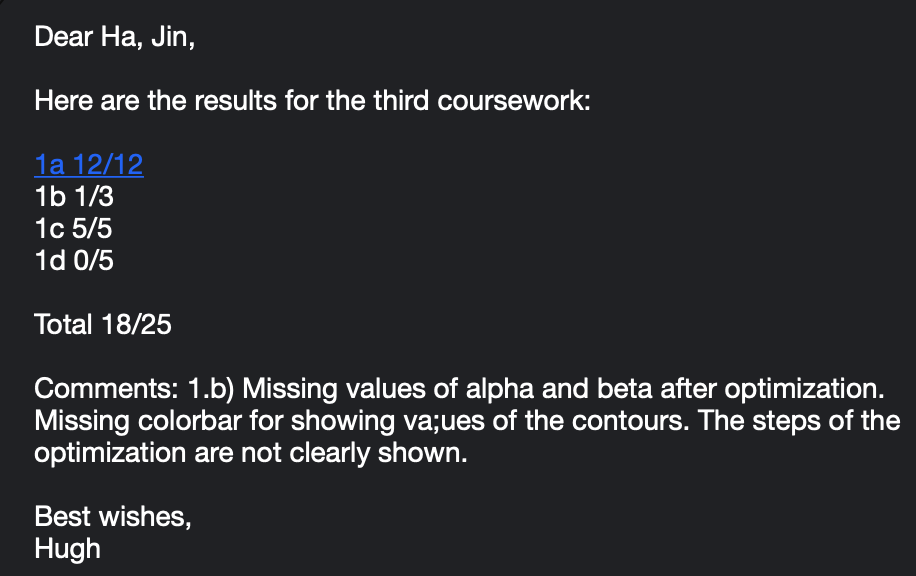 Dear Ha, Jin,
Here are the results for the third coursework:
1a 12/12
1b 1/3
1c 5/5
1d 0/5
Total 18/25
Comments: 1.b) Missing values of alpha and beta after optimization.
Missing colorbar for showing va;ues of the contours. The steps of the
optimization are not clearly shown.
Best wishes,
Hugh